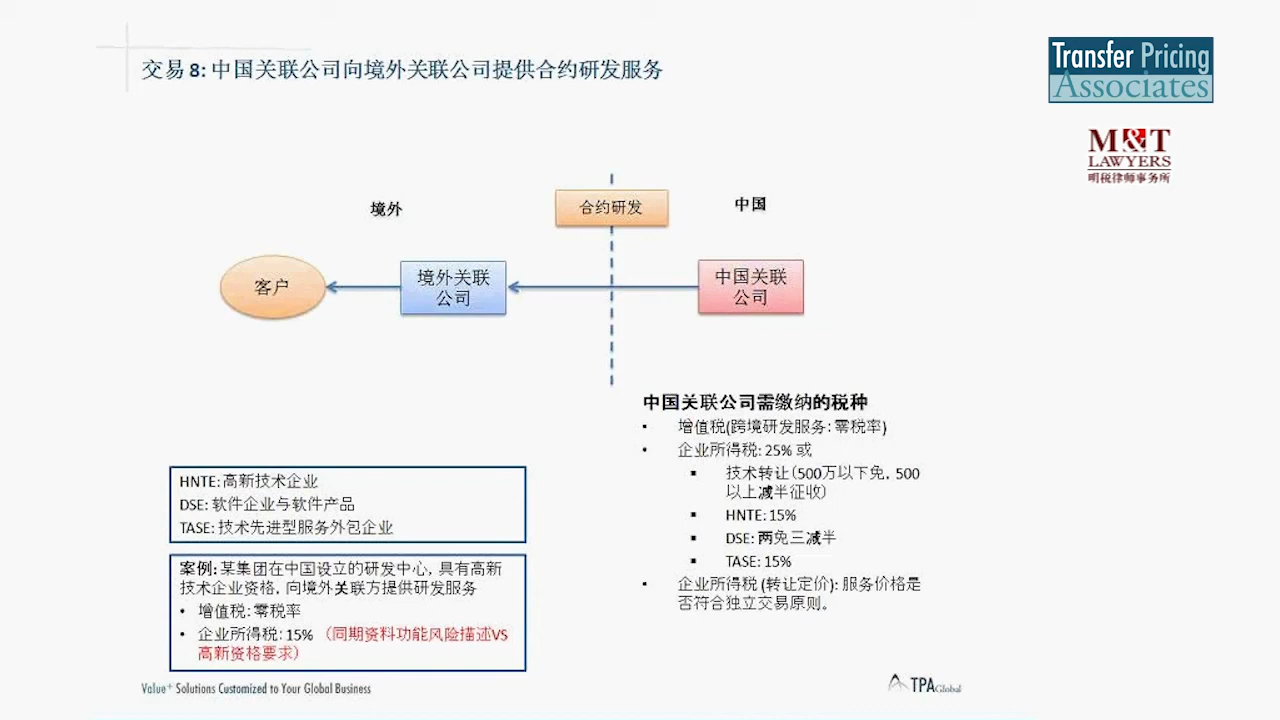 交易 8: 中国关联公司向境外关联公司提供合约研发服务
Transfer Pricing
Associates
M&T
LAWYERS
明税律师事务所
境外
合约研发
中国
客户
境外关联
公司
中国关联
公司
中国关联公司需缴纳的税种
• 增值税(跨境研发服务: 零税率)
• 企业所得税: 25% 或
▪ 技术转让(500万以下免, 500
以上减半征收)
▪ HNTE: 15%
▪ DSE: 两免三减半
▪ TASE: 15%
• 企业所得税 (转让定价): 服务价格是
否符合独立交易原则。
HNTE: 高新技术企业
DSE: 软件企业与软件产品
TASE: 技术先进型服务外包企业
案例: 某集团在中国设立的研发中心, 具有高新
技术企业资格, 向境外关联方提供研发服务
• 增值税: 零税率
• 企业所得税: 15% (同期资料功能风险描述VS
高新资格要求)
Value+ Solutions Customized to Your Global Business
TPA Global